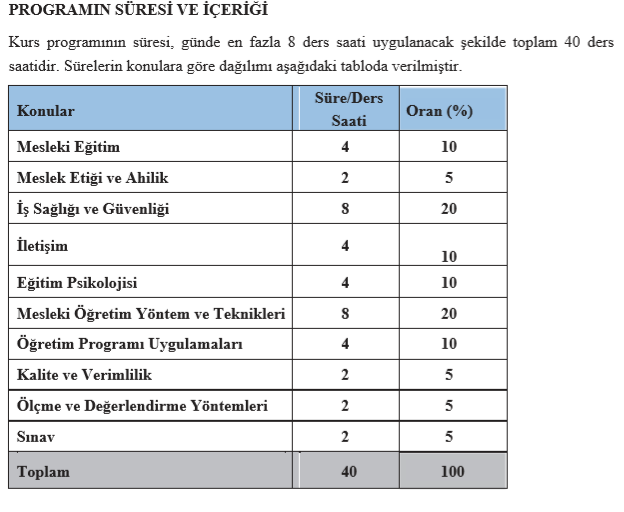 PROGRAMIN SÜRESİ VE İÇERİĞİ
Kurs programının süresi, günde en fazla 8 ders saati uygulanacak şekilde toplam 40 ders
saatidir. Sürelerin konulara göre dağılımı aşağıdaki tabloda verilmiştir.
Konular Süre/Ders Saati Oran (%)
Mesleki Eğitim 4 10
Meslek Etiği ve Ahilik 2 5
İş Sağlığı ve Güvenliği 8 20
İletişim 4 10
Eğitim Psikolojisi 4 10
Mesleki Öğretim Yöntem ve Teknikleri 8 20
Öğretim Programı Uygulamaları 4 10
Kalite ve Verimlilik 2 5
Ölçme ve Değerlendirme Yöntemleri 2 5
Sınav 2 5
Toplam 40 100